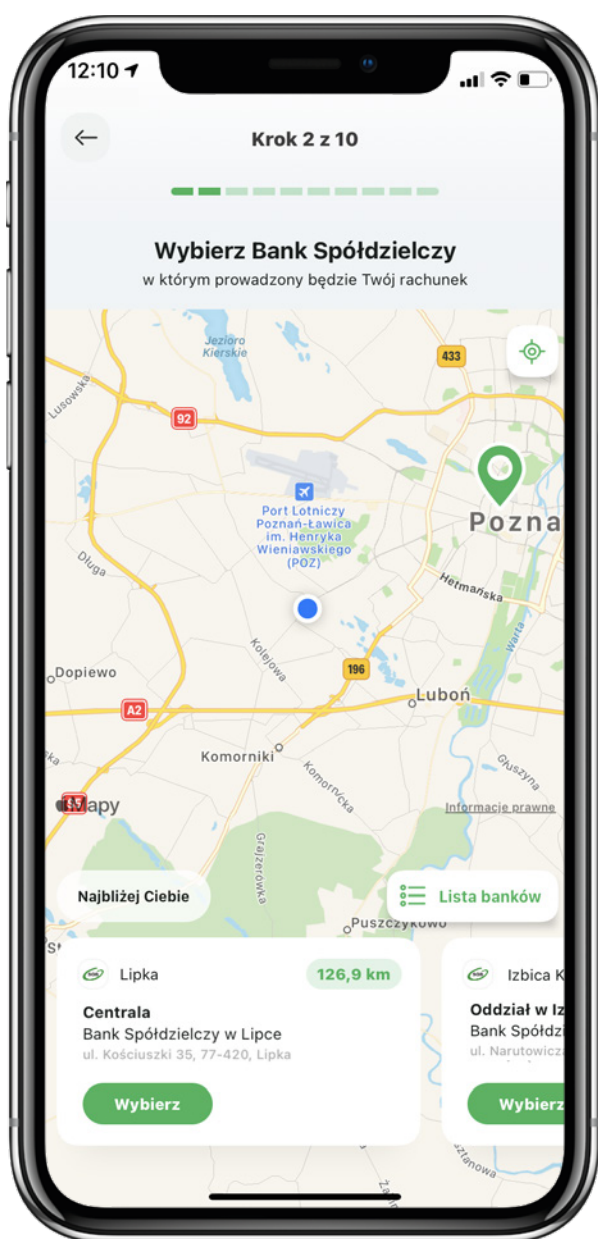 12:10
Krok 2 z 10
Wybierz Bank Spółdzielczy
w którym prowadzony będzie Twój rachunek
Jezioro
Kierskie
433
Lusowska
92
Port Lotniczy
Poznań-Ławica
im. Henryka
Wieniawskiego
(POZ)
Pozna
Długa
Hetmańska
Warta
Kolejowa
Dopiewo
196
Luboń
A2
Komorniki
Komornicka
Głuszyna
Mapy
Informacje prawne
Grajzerówka
Najbliżej Ciebie
Lista banków
Puszczykowo
Lipka
126,9 km
Izbica K
Centrala
Bank Spółdzielczy w Lipce
ul. Kościuszki 35, 77-420, Lipka
Oddział w Iz
Bank Spółdzi
ul. Narutowicza
Wybierz
Wybierz